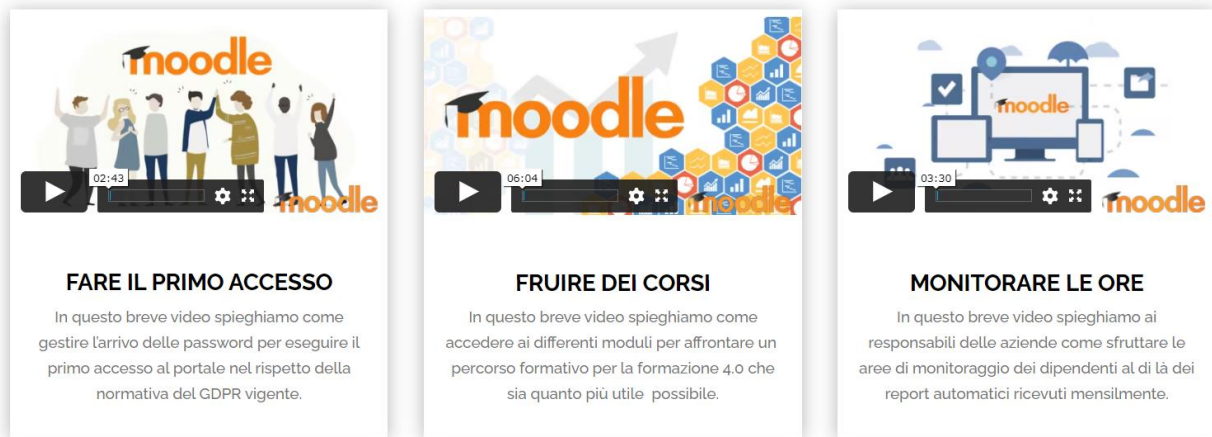 moodle
02:43
moodle
FARE IL PRIMO ACCESSO
In questo breve video spieghiamo come
gestire l'arrivo delle password per eseguire il
primo accesso al portale nel rispetto della
normativa del GDPR vigente.
moodle
06:04
moodle
FRUIRE DEI CORSI
In questo breve video spieghiamo come
accedere ai differenti moduli per affrontare un
percorso formativo per la formazione 4.0 che
sia quanto più utile  possibile.
moodle
03:30
moodle
MONITORARE LE ORE
In questo breve video spieghiamo ai
responsabili delle aziende come sfruttare le
aree di monitoraggio dei dipendenti al di là dei
report automatici ricevuti mensilmente.